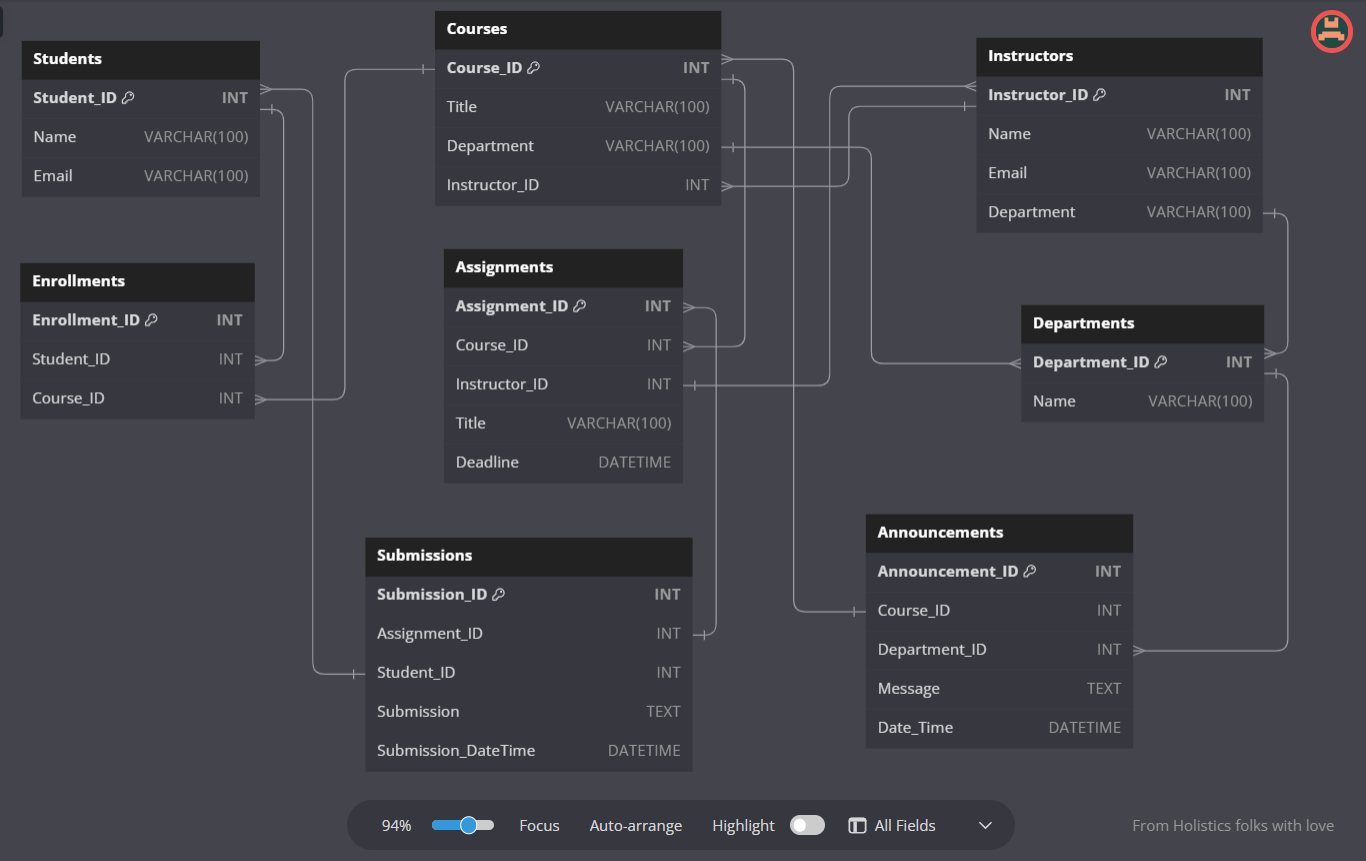 Students
Student_ID INT
Name VARCHAR(100)
Email VARCHAR(100)
Enrollments
Enrollment_ID INT
Student_ID INT
Course_ID INT
Courses
Course_ID INT
Title VARCHAR(100)
Department VARCHAR(100)
Instructor_ID INT
Assignments
Assignment_ID INT
Course_ID INT
Instructor_ID INT
Title VARCHAR(100)
Deadline DATETIME
Submissions
Submission_ID INT
Assignment_ID INT
Student_ID INT
Submission TEXT
Submission_DateTime DATETIME
Instructors
Instructor_ID INT
Name VARCHAR(100)
Email VARCHAR(100)
Department VARCHAR(100)
Departments
Department_ID INT
Name VARCHAR(100)
Announcements
Announcement_ID INT
Course_ID INT
Department_ID INT
Message TEXT
Date_Time DATETIME
94% Focus Auto-arrange Highlight All Fields
From Holistics folks with love